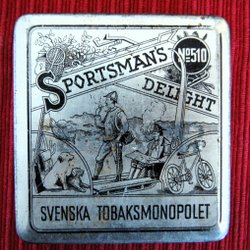 SPORTSMAN'S
Nº510
DELIGHT
SVENSKA TOBAKSMONOPOLET